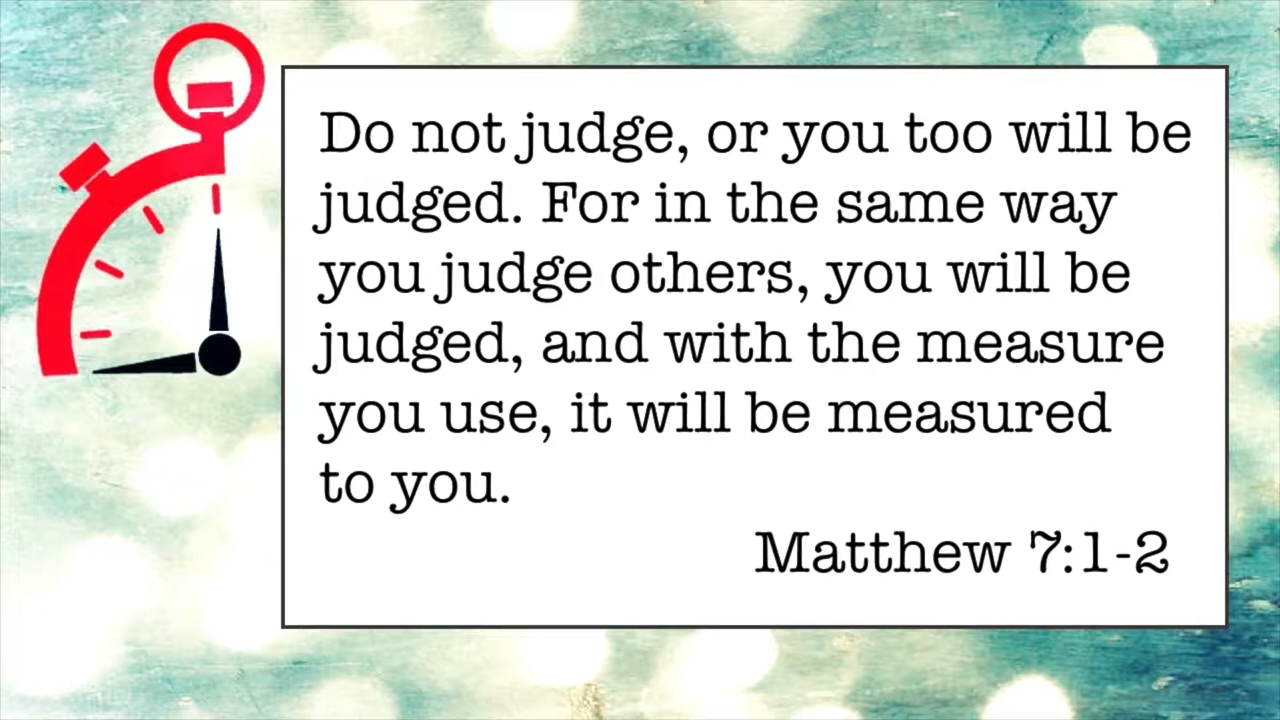 Do not judge, or you too will be
judged. For in the same way
you judge others, you will be
judged, and with the measure
you use, it will be measured
to you.
Matthew 7:1-2